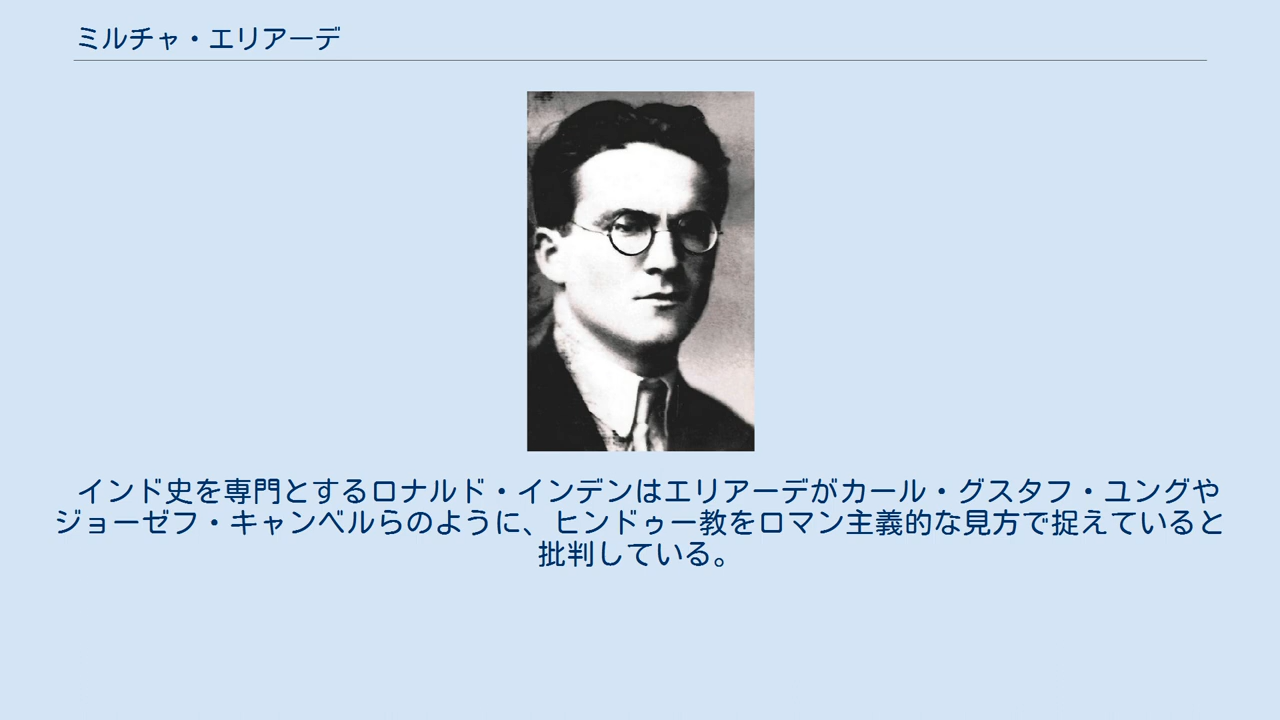 ミルチャ・エリアーデ
インド史を専門とするロナルド・インデンはエリアーデがカール・グスタフ・ユングや
ジョーゼフ・キャンベルらのように、ヒンドゥー教をロマン主義的な見方で捉えていると
批判している。